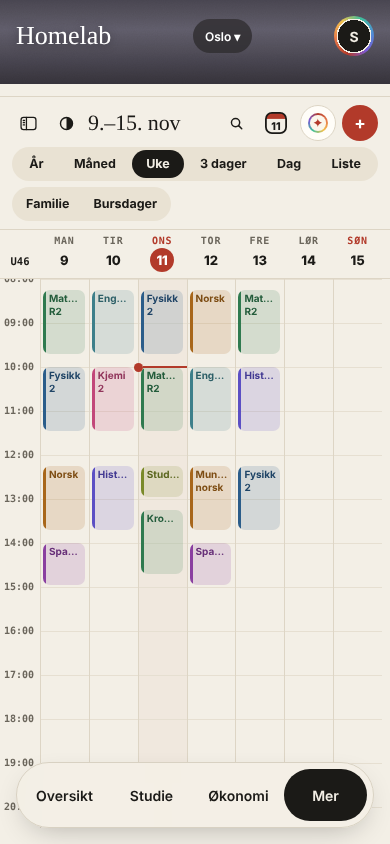 Homelab
Oslo ▾
S
9.–15. nov
11
+
År Måned Uke 3 dager Dag Liste
Familie Bursdager
MAN TIR ONS TOR FRE LØR SØN
U46 9 10 11 12 13 14 15
08:00
Mat… Eng… Fysikk Norsk Mat…
R2 2 R2
09:00
10:00
Fysikk Kjemi Mat… Eng… Hist…
2 2 R2
11:00
12:00
Norsk Hist… Stud… Mun… Fysikk
norsk 2
13:00
Kro…
14:00
Spa… Spa…
15:00
16:00
17:00
18:00
19:00
Oversikt Studie Økonomi Mer